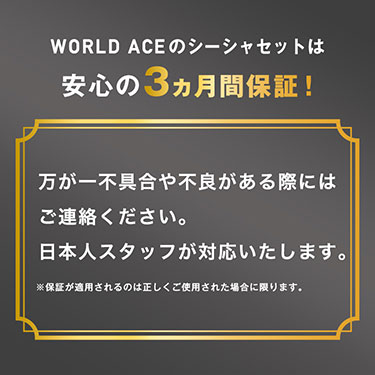 WORLD ACEのシーシャセットは
安心の3ヵ月間保証！
万が一不具合や不良がある際には
ご連絡ください。
日本人スタッフが対応いたします。
※保証が適用されるのは正しくご使用された場合に限ります。